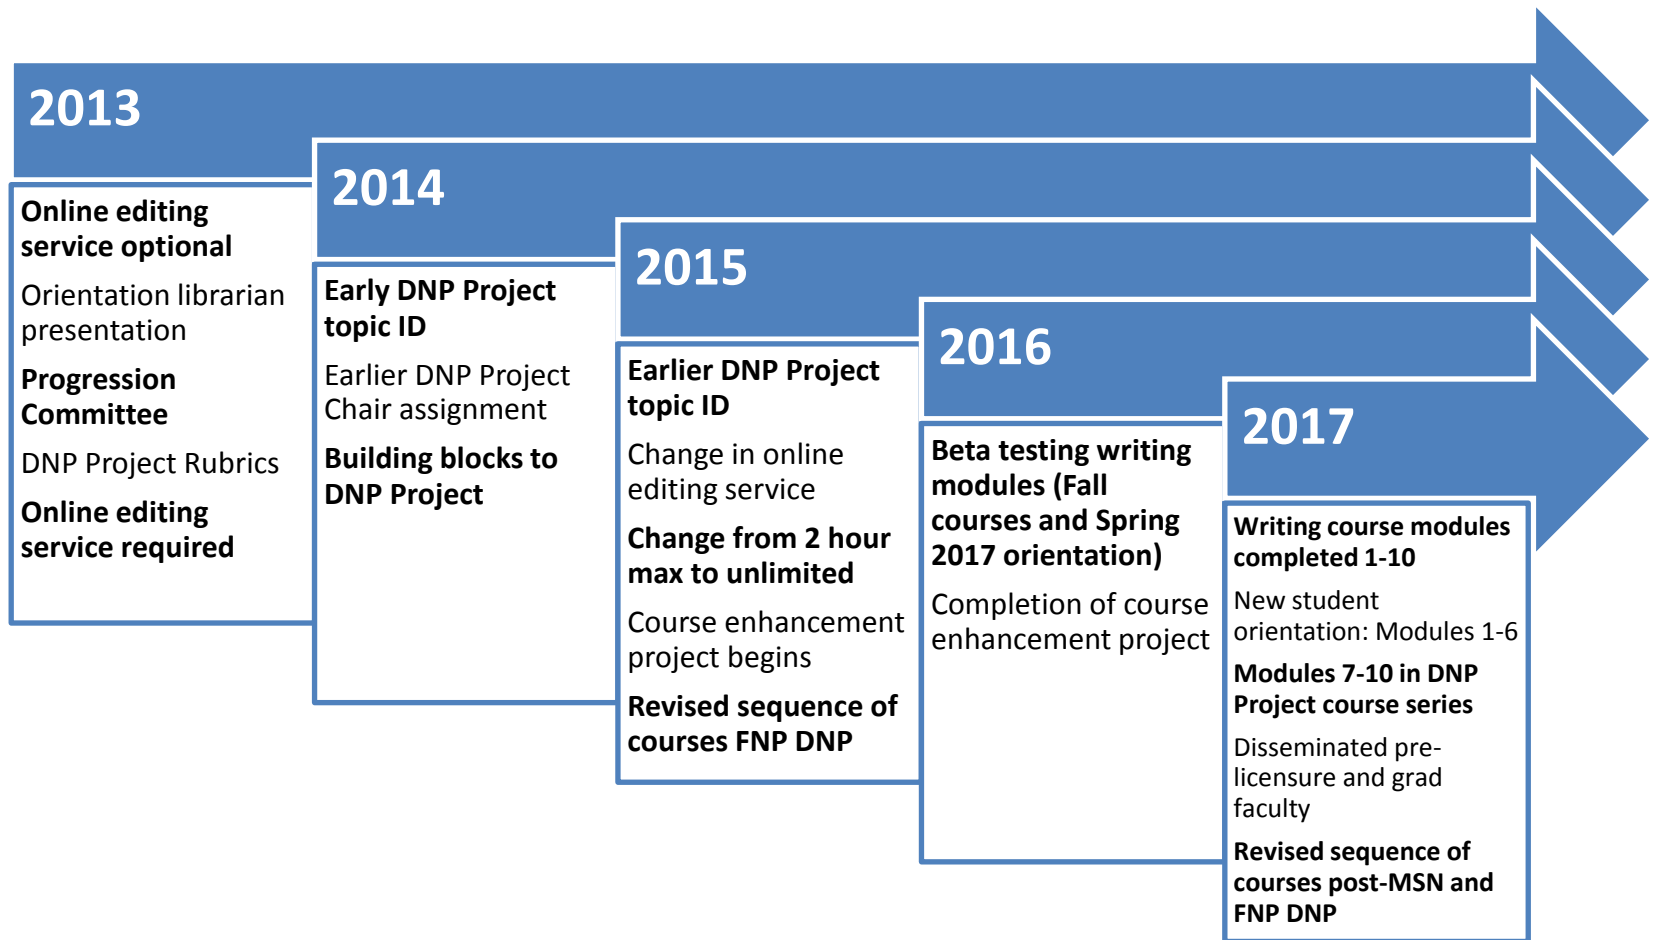 2013
Online editing
service optional
Orientation librarian
presentation
Progression
Committee
DNP Project Rubrics
Online editing
service required
2014
Early DNP Project
topic ID
Earlier DNP Project
Chair assignment
Building blocks to
DNP Project
2015
Earlier DNP Project
topic ID
Change in online
editing service
Change from 2 hour
max to unlimited
Course enhancement
project begins
Revised sequence of
courses FNP DNP
2016
Beta testing writing
modules (Fall
courses and Spring
2017 orientation)
Completion of course
enhancement project
2017
Writing course modules
completed 1-10
New student
orientation: Modules 1-6
Modules 7-10 in DNP
Project course series
Disseminated pre-
licensure and grad
faculty
Revised sequence of
courses post-MSN and
FNP DNP